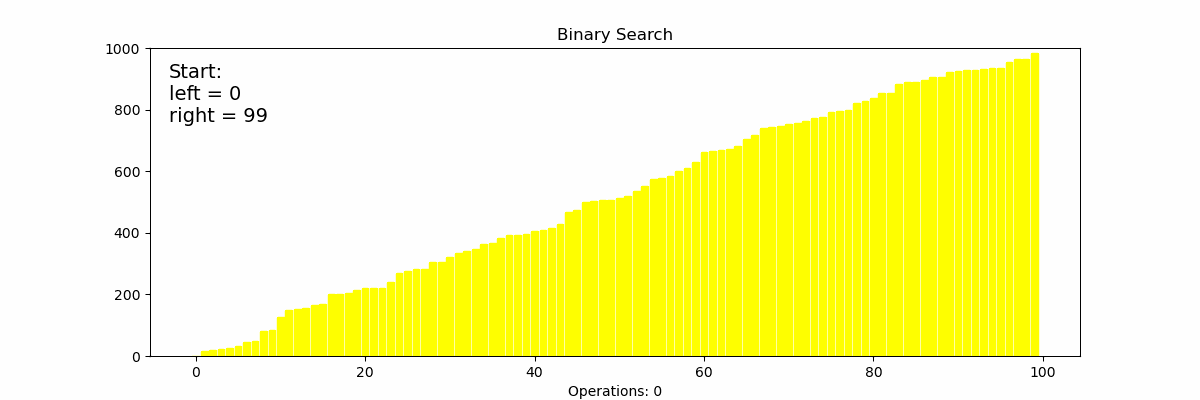 Binary Search
1000
800
600
400
200
0
Start:
left = 0
right = 99
0 20 40 60 80 100
Operations: 0